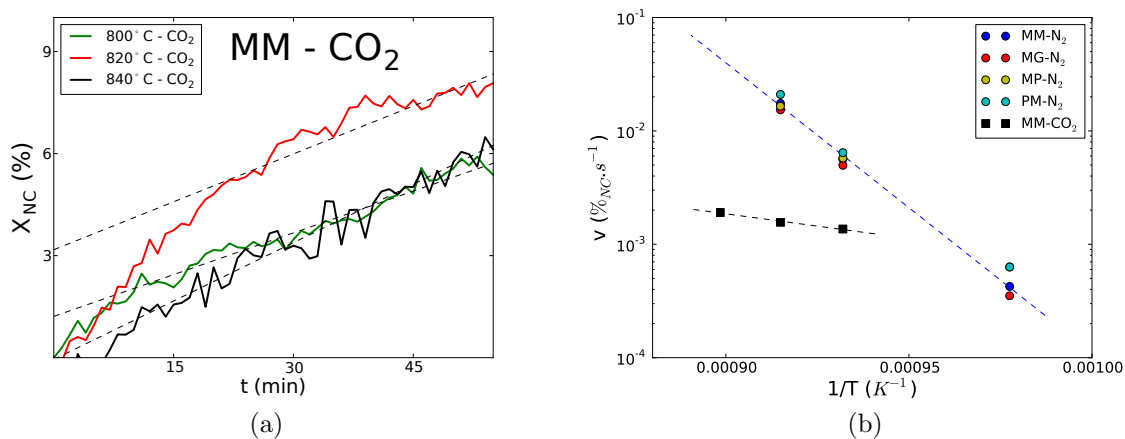 MM - CO₂
800°C - CO₂
820°C - CO₂
840°C - CO₂
9
6
3
X_NC (%)
15
30
45
t (min)
(a)
10⁻¹
10⁻²
10⁻³
10⁻⁴
v (%_NC.s⁻¹)
MM-N₂
MG-N₂
MP-N₂
PM-N₂
MM-CO₂
0.00090
0.00095
0.00100
1/T (K⁻¹)
(b)